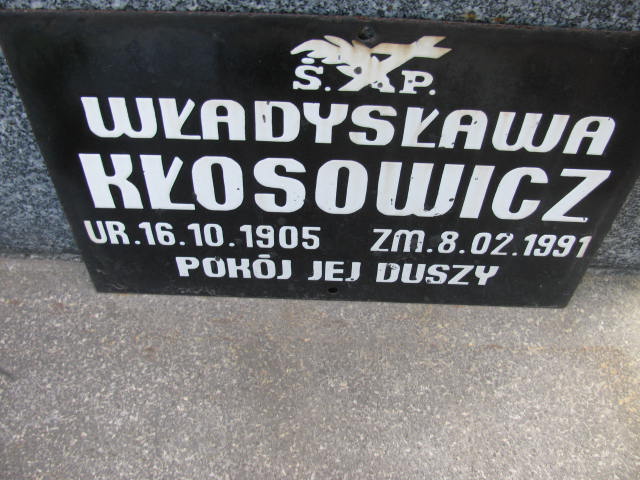 Ś. P.
WŁADYSŁAWA
KŁOSOWICZ
UR.16.10.1905 ZM.8.02.1991
POKÓJ JEJ DUSZY